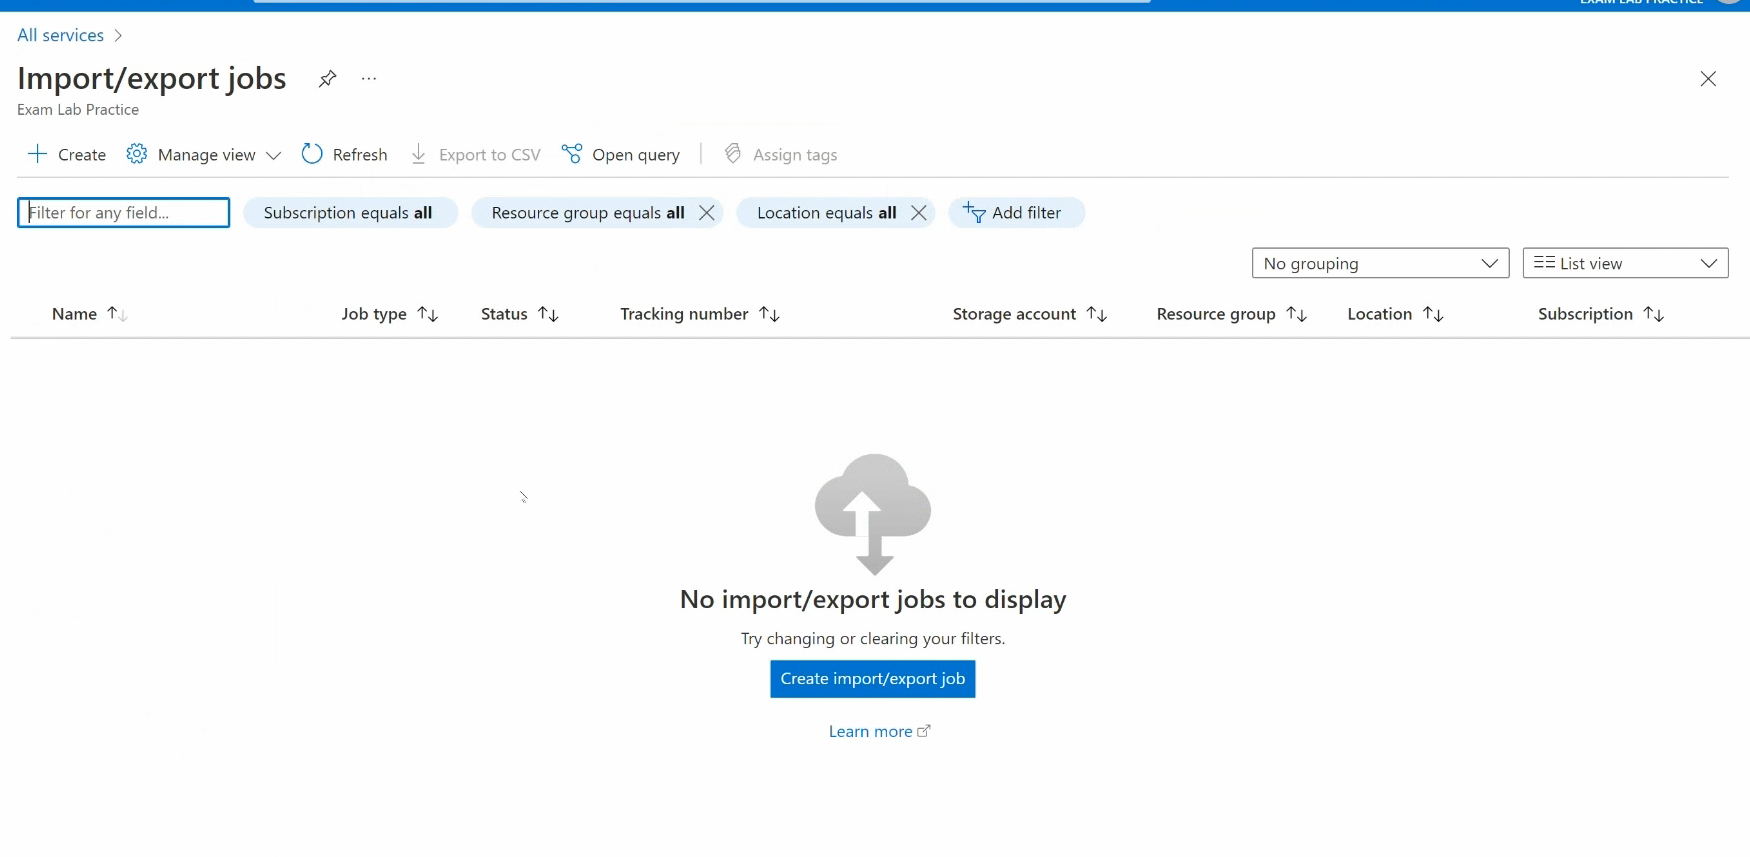 EXAM LAB PRACTICE
All services
Import/export jobs
Exam Lab Practice
Create Manage view Refresh Export to CSV Open query Assign tags
Filter for any field... Subscription equals all Resource group equals all Location equals all Add filter
No grouping List view
Name Job type Status Tracking number Storage account Resource group Location Subscription
No import/export jobs to display
Try changing or clearing your filters.
Create import/export job
Learn more